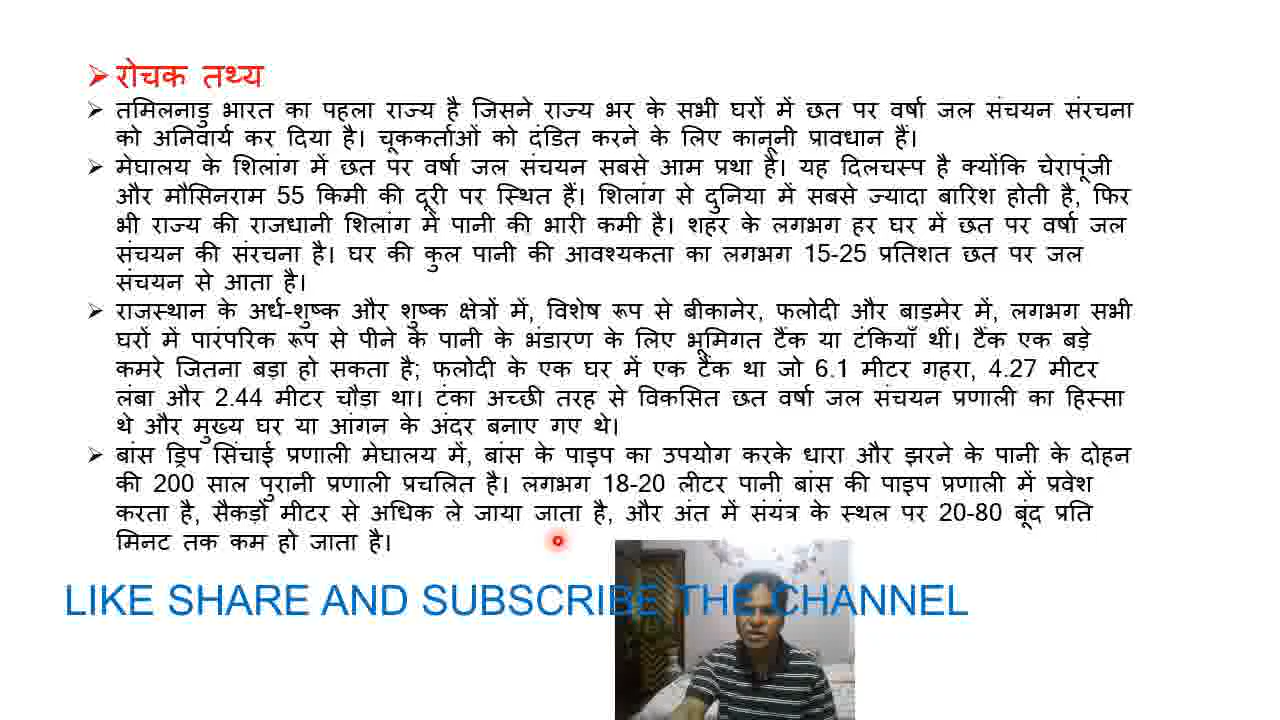 रोचक तथ्य
तमिलनाडु भारत का पहला राज्य है जिसने राज्य भर के सभी घरों में छत पर वर्षा जल संचयन संरचना
को अनिवार्य कर दिया है। चूककर्ताओं को दंडित करने के लिए कानूनी प्रावधान हैं।
मेघालय के शिलांग में छत पर वर्षा जल संचयन सबसे आम प्रथा है। यह दिलचस्प है क्योंकि चेरापूंजी
और मौसिनराम 55 किमी की दूरी पर स्थित हैं। शिलांग से दुनिया में सबसे ज्यादा बारिश होती है, फिर
भी राज्य की राजधानी शिलांग में पानी की भारी कमी है। शहर के लगभग हर घर में छत पर वर्षा जल
संचयन की संरचना है। घर की कुल पानी की आवश्यकता का लगभग 15-25 प्रतिशत छत पर जल
संचयन से आता है।
राजस्थान के अर्ध-शुष्क और शुष्क क्षेत्रों में, विशेष रूप से बीकानेर, फलोदी और बाड़मेर में, लगभग सभी
घरों में पारंपरिक रूप से पीने के पानी के भंडारण के लिए भूमिगत टैंक या टंकियाँ थीं। टैंक एक बड़े
कमरे जितना बड़ा हो सकता है; फलोदी के एक घर में एक टैंक था जो 6.1 मीटर गहरा, 4.27 मीटर
लंबा और 2.44 मीटर चौड़ा था। टंका अच्छी तरह से विकसित छत वर्षा जल संचयन प्रणाली का हिस्सा
थे और मुख्य घर या आंगन के अंदर बनाए गए थे।
बांस ड्रिप सिंचाई प्रणाली मेघालय में, बांस के पाइप का उपयोग करके धारा और झरने के पानी के दोहन
की 200 साल पुरानी प्रणाली प्रचलित है। लगभग 18-20 लीटर पानी बांस की पाइप प्रणाली में प्रवेश
करता है, सैकड़ों मीटर से अधिक ले जाया जाता है, और अंत में संयंत्र के स्थल पर 20-80 बूंद प्रति
मिनट तक कम हो जाता है।
LIKE SHARE AND SUBSCRIBE THE CHANNEL